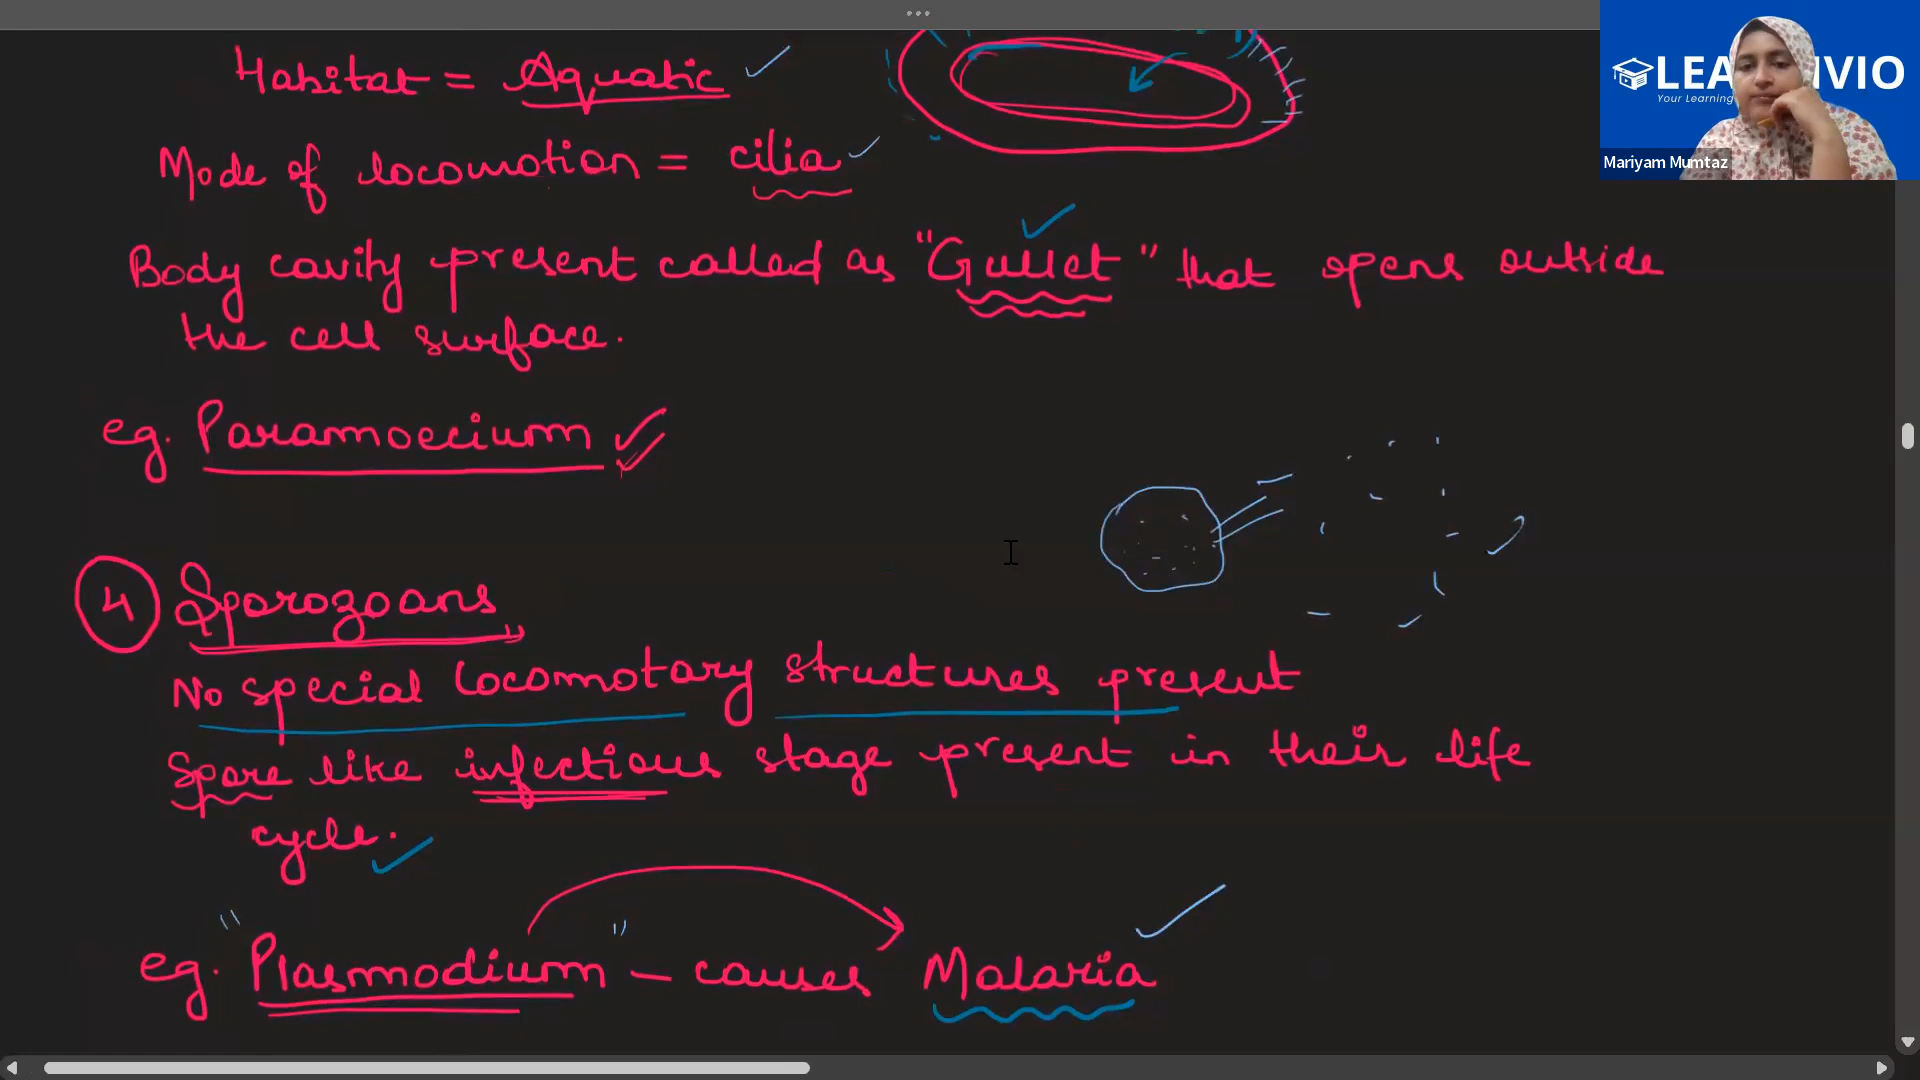 Habitat = Aquatic
Mode of locomotion = cilia
Body cavity present called as "Gullet" that opens outside
the cell surface.
eg. Paramoecium
4 Sporozoans
No special locomotary structures present
Spore like infectious stage present in their life
cycle.
eg. "Plasmodium" – causes Malaria
LEA IVIO
Your Learning
Mariyam Mumtaz